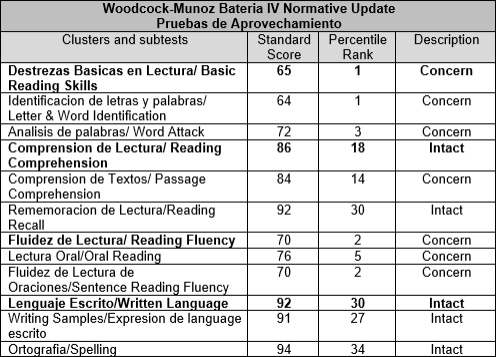 Woodcock-Munoz Bateria IV Normative Update
Pruebas de Aprovechamiento
Clusters and subtests Standard Score Percentile Rank Description
Destrezas Basicas en Lectura/ Basic Reading Skills 65 1 Concern
Identificacion de letras y palabras/ Letter & Word Identification 64 1 Concern
Analisis de palabras/ Word Attack 72 3 Concern
Comprension de Lectura/ Reading Comprehension 86 18 Intact
Comprension de Textos/ Passage Comprehension 84 14 Concern
Rememoracion de Lectura/Reading Recall 92 30 Intact
Fluidez de Lectura/ Reading Fluency 70 2 Concern
Lectura Oral/Oral Reading 76 5 Concern
Fluidez de Lectura de Oraciones/Sentence Reading Fluency 70 2 Concern
Lenguaje Escrito/Written Language 92 30 Intact
Writing Samples/Expresion de language escrito 91 27 Intact
Ortografia/Spelling 94 34 Intact